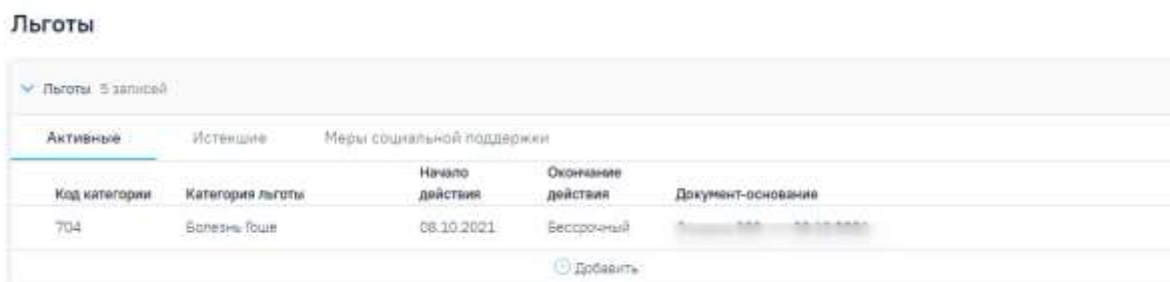 Льготы
Льготы 5 записей
Активные Истекшие Меры социальной поддержки
Код категории Категория льготы Начало действия Окончание действия Документ-основание
704 Болезнь Гоше 08.10.2021 Бессрочный
Добавить